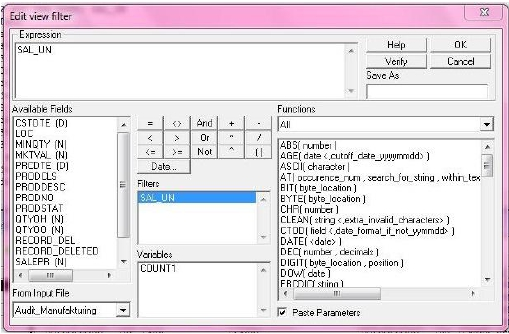 Edit view filter
Expression
SAL_UN
Help
OK
Verify
Cancel
Save As
Available Fields
CSTDTE (D)
LOC
MINQTY (N)
MKTVAL (N)
PRCDTE (D)
PRODCLS
PRODDESC
PRODNO
PRODSTAT
QTYOH (N)
QTYOO (N)
RECORD_DEL
RECORD_DELETED
SALEPR (N)
From Input File
Audit_Manufakturing
= <> And + -
< > Or * /
<= >= Not ^ ( )
Date...
Filters
SAL_UN
Variables
COUNT1
Functions
All
ABS( number )
AGE( date <,cutoff_date_yyyymmdd> )
ASCII( character )
AT( occurence_num , search_for_string , within_tex
BIT( byte_location )
BYTE( byte_location )
CHR( number )
CLEAN( string <,extra_invalid_characters> )
CTOD( field <,date_format_if_not_yymmdd> )
DATE( <date> )
DEC( number , decimals )
DIGIT( byte_location , position )
DOW( date )
EBCDIC( string )
Paste Parameters